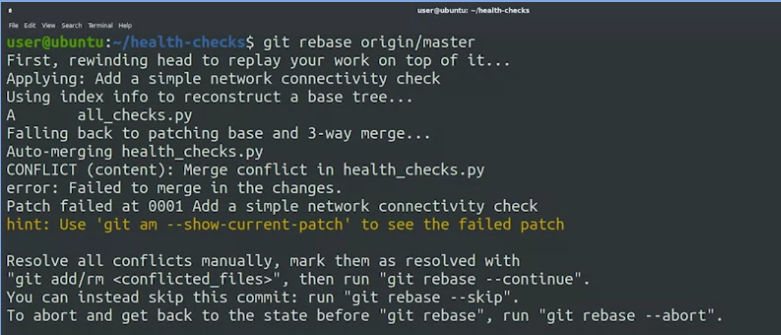 user@ubuntu: ~/health-checks
File Edit View Search Terminal Help
user@ubuntu:~/health-checks$ git rebase origin/master
First, rewinding head to replay your work on top of it...
Applying: Add a simple network connectivity check
Using index info to reconstruct a base tree...
A       all_checks.py
Falling back to patching base and 3-way merge...
Auto-merging health_checks.py
CONFLICT (content): Merge conflict in health_checks.py
error: Failed to merge in the changes.
Patch failed at 0001 Add a simple network connectivity check
hint: Use 'git am --show-current-patch' to see the failed patch
Resolve all conflicts manually, mark them as resolved with
"git add/rm <conflicted_files>", then run "git rebase --continue".
You can instead skip this commit: run "git rebase --skip".
To abort and get back to the state before "git rebase", run "git rebase --abort".